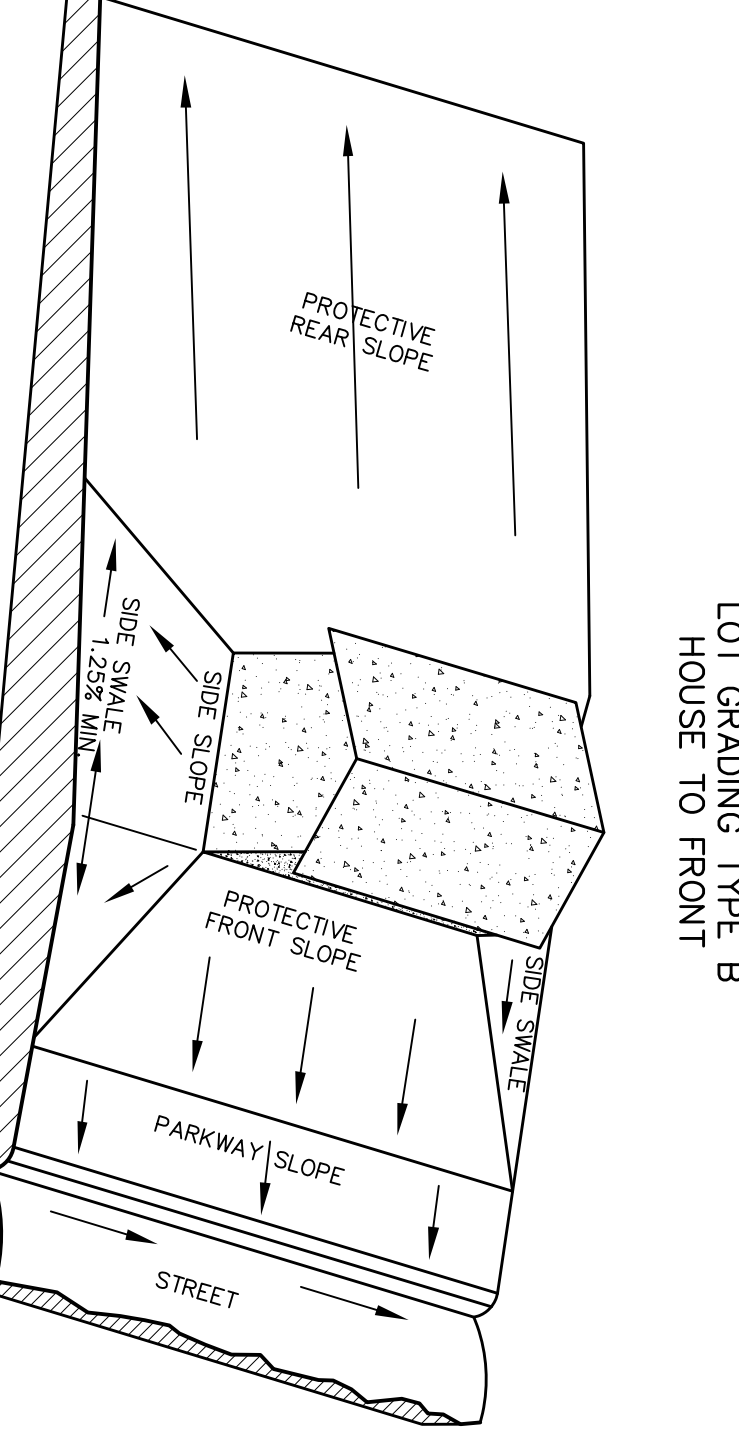 LOT GRADING TYPE B
HOUSE TO FRONT
PROTECTIVE
REAR SLOPE
SIDE SLOPE
SIDE SWALE
1.25% MIN.
PROTECTIVE
FRONT SLOPE
SIDE SWALE
PARKWAY SLOPE
STREET